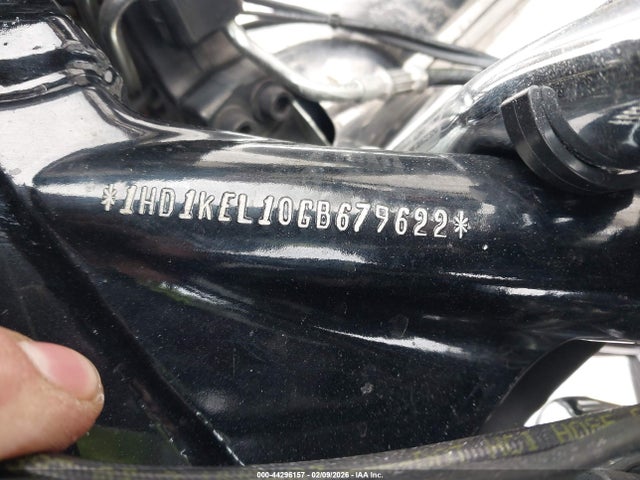 *1HD1KEL10GB679622*
000-44296157 - 02/09/2026 - IAA Inc.